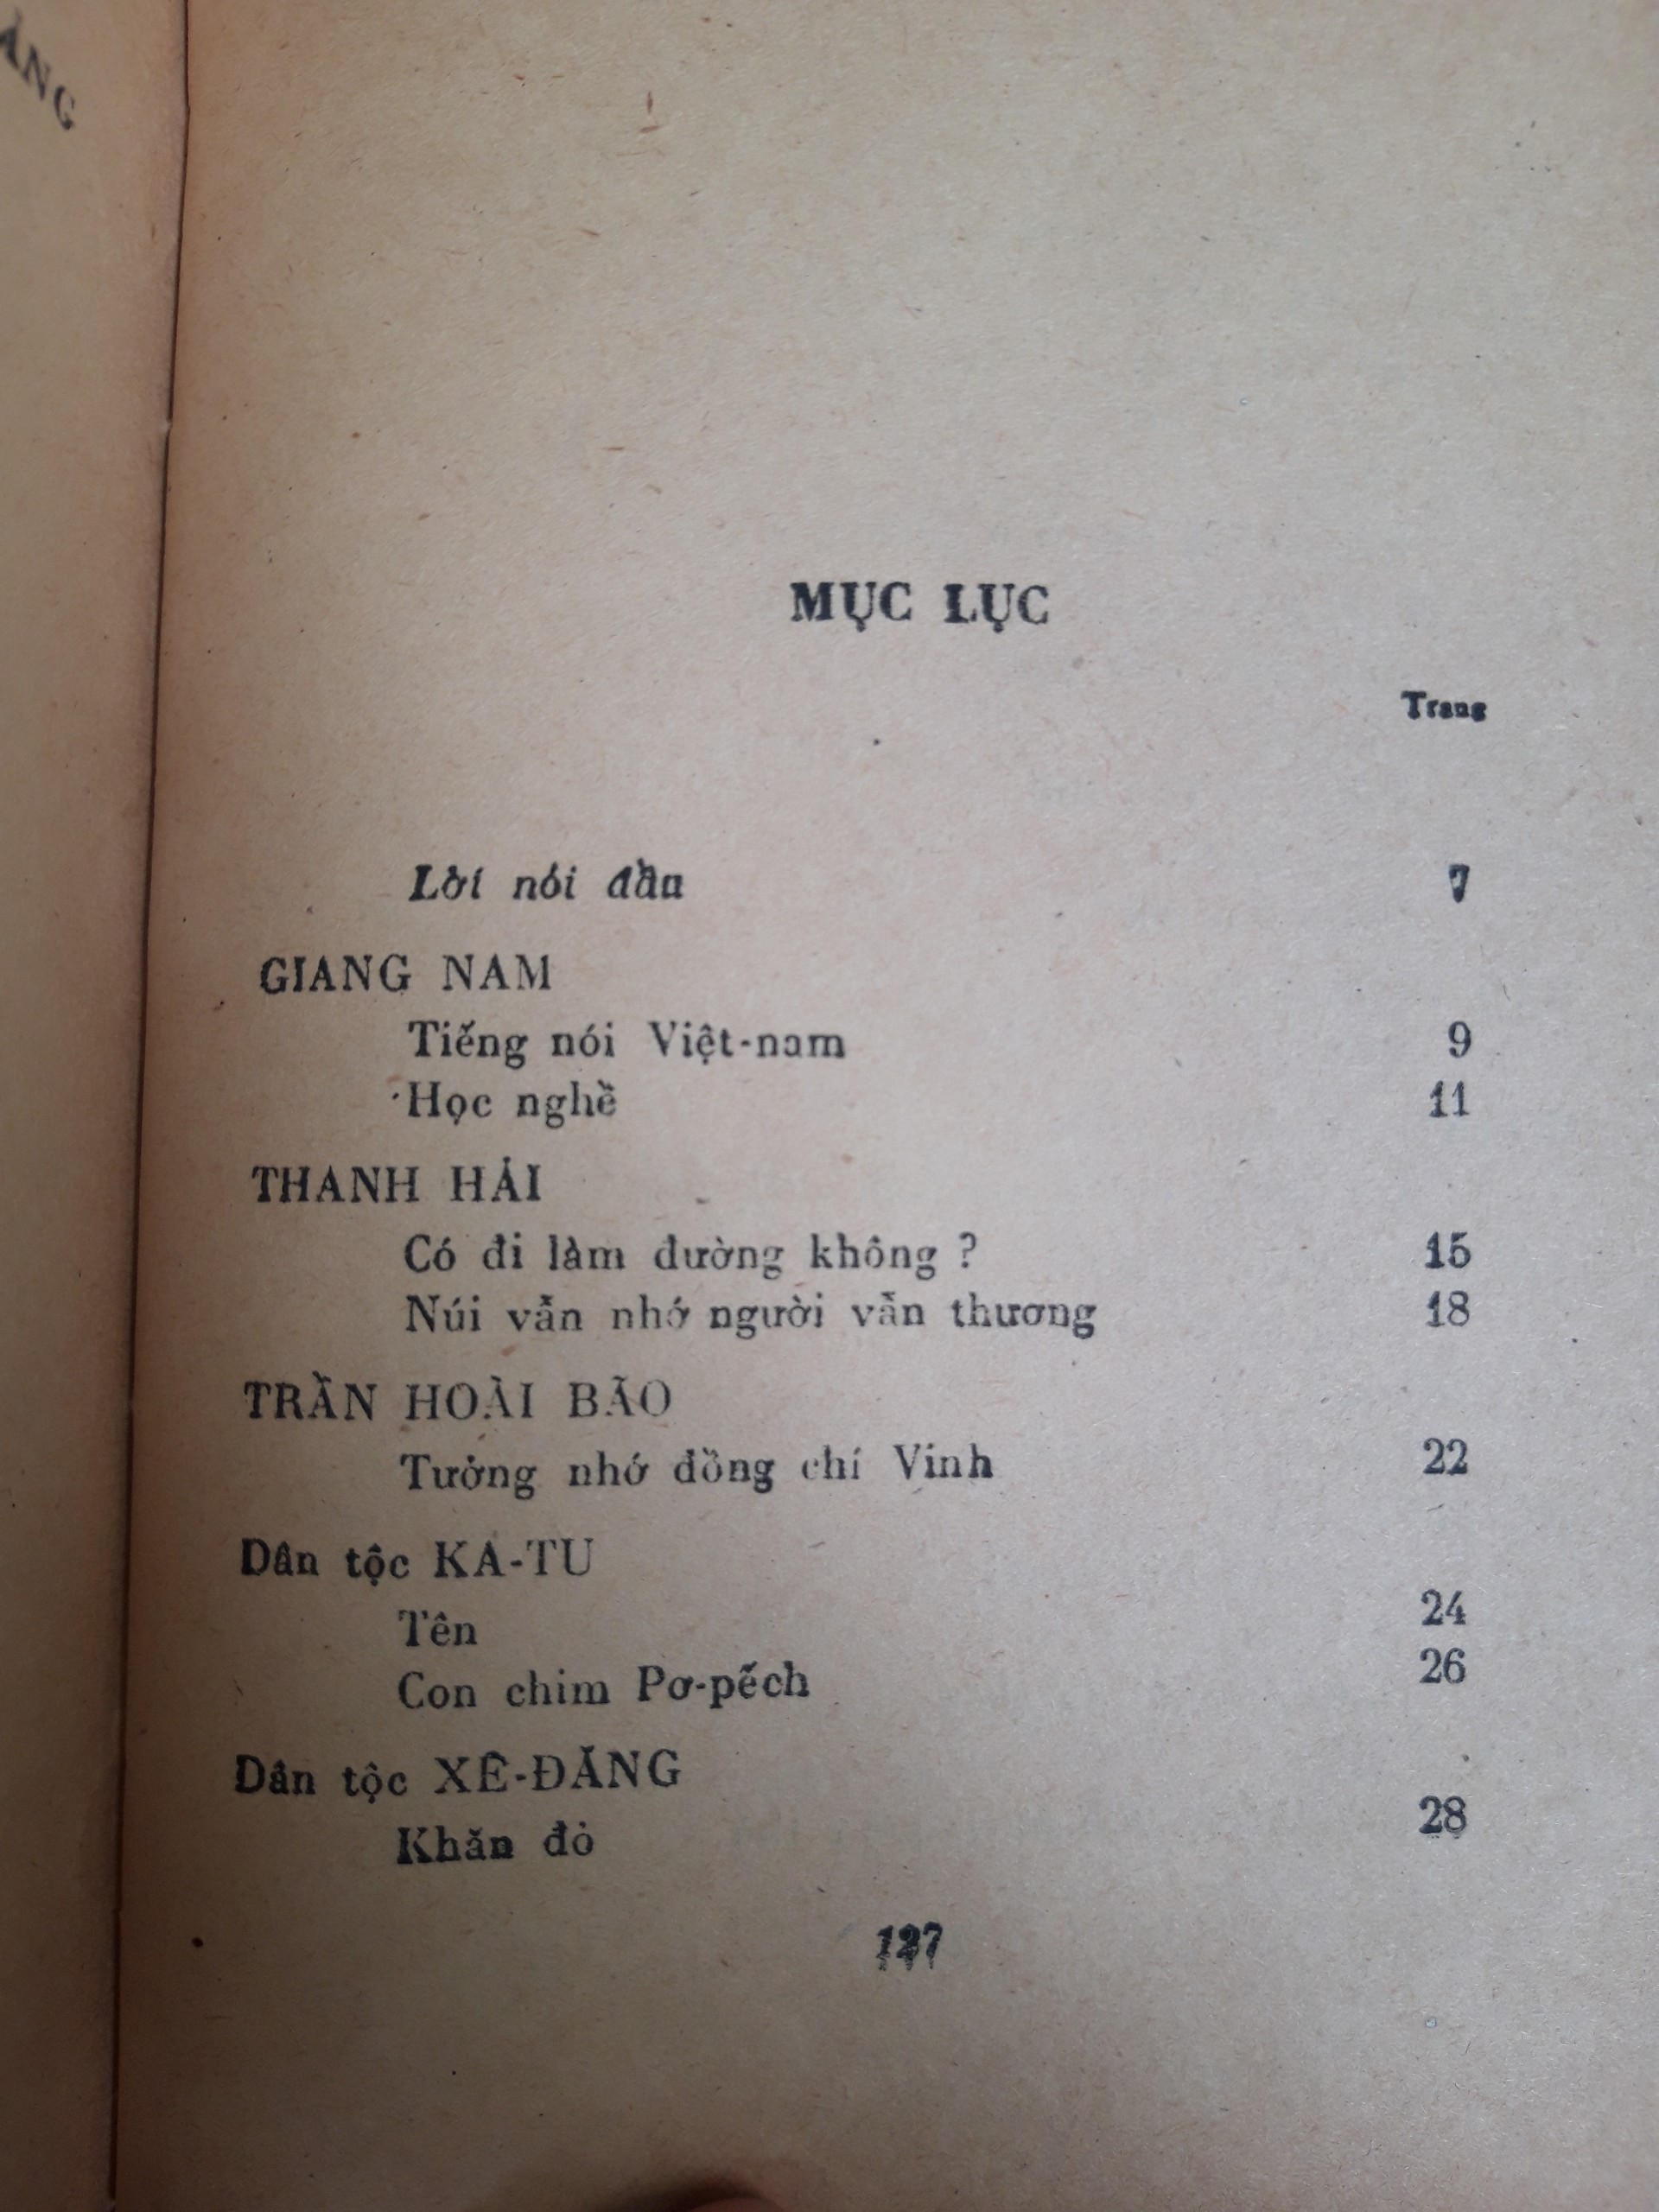 MỤC LỤC
Trang
Lời nói đầu 7
GIANG NAM
Tiếng nói Việt-nam 9
Học nghề 11
THANH HẢI
Có đi làm đường không ? 15
Núi vẫn nhớ người vẫn thương 18
TRẦN HOÀI BÃO
Tưởng nhớ đồng chí Vinh 22
Dân tộc KA-TU
Tên 24
Con chim Pơ-pếch 26
Dân tộc XÊ-ĐĂNG
Khăn đỏ 28
127